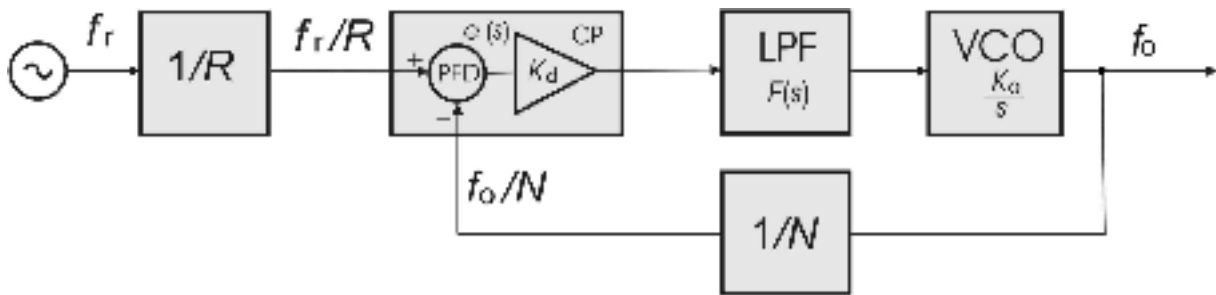 fr
1/R
fr/R
+
PFD
−
(s)
Kd
CP
LPF
F(s)
VCO
Ko
s
fo
fo/N
1/N